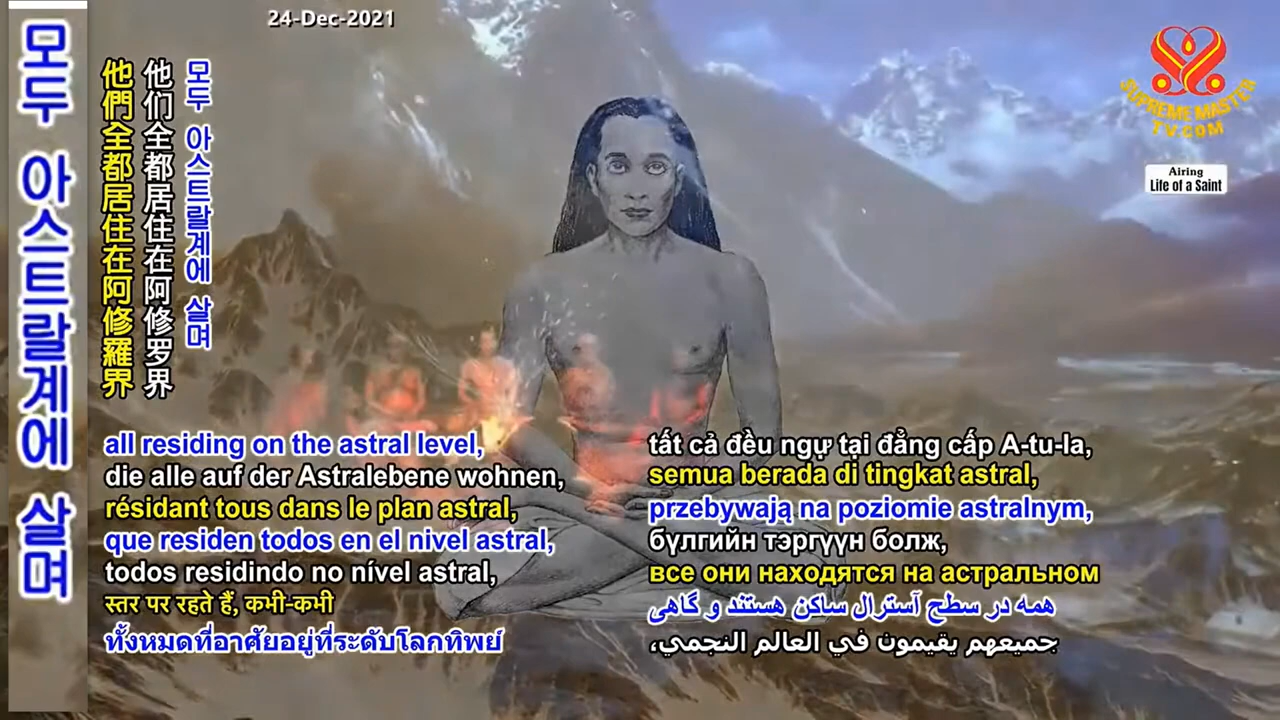 24-Dec-2021
SUPREME MASTER
TV.COM
Airing
Life of a Saint
모두 아스트랄계에 살며
他們全都居住在阿修羅界
他们全都居住在阿修罗界
모두 아스트랄계에 살며
all residing on the astral level,
die alle auf der Astralebene wohnen,
résidant tous dans le plan astral,
que residen todos en el nivel astral,
todos residindo no nível astral,
स्तर पर रहते हैं, कभी-कभी
ทั้งหมดที่อาศัยอยู่ที่ระดับโลกทิพย์
tất cả đều ngự tại đẳng cấp A-tu-la,
semua berada di tingkat astral,
przebywają na poziomie astralnym,
бүлгийн тэргүүн болж,
все они находятся на астральном
همه در سطح آسترال ساکن هستند و گاهی
جميعهم يقيمون في العالم النجمي،